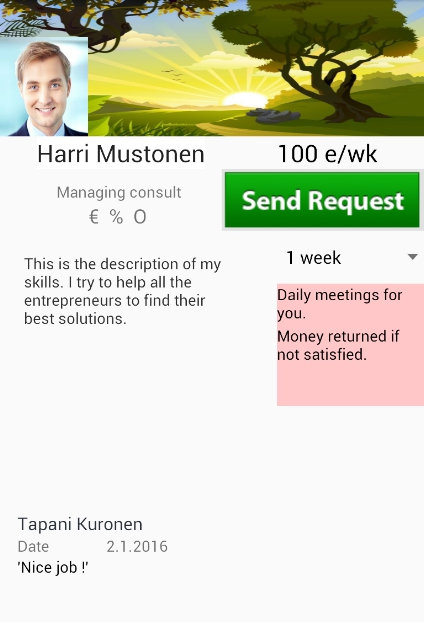 Harri Mustonen
100 e/wk
Managing consult
€ % O
Send Request
This is the description of my
skills. I try to help all the
entrepreneurs to find their
best solutions.
1 week
Daily meetings for
you.
Money returned if
not satisfied.
Tapani Kuronen
Date 2.1.2016
'Nice job !'